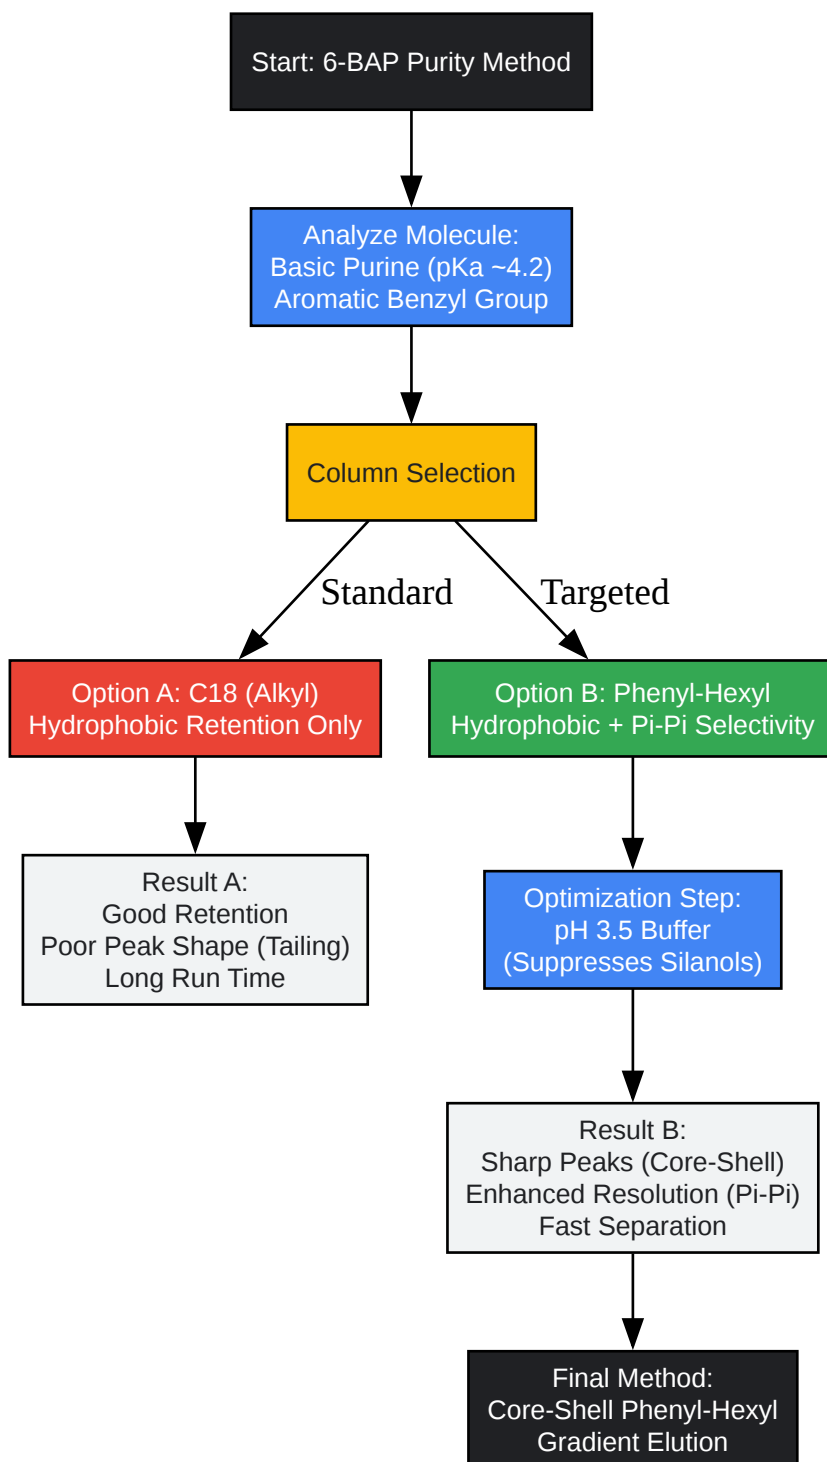 Start: 6-BAP Purity Method
Analyze Molecule:
Basic Purine (pKa ~4.2)
Aromatic Benzyl Group
Column Selection
Standard
Targeted
Option A: C18 (Alkyl)
Hydrophobic Retention Only
Option B: Phenyl-Hexyl
Hydrophobic + Pi-Pi Selectivity
Result A:
Good Retention
Poor Peak Shape (Tailing)
Long Run Time
Optimization Step:
pH 3.5 Buffer
(Suppresses Silanols)
Result B:
Sharp Peaks (Core-Shell)
Enhanced Resolution (Pi-Pi)
Fast Separation
Final Method:
Core-Shell Phenyl-Hexyl
Gradient Elution